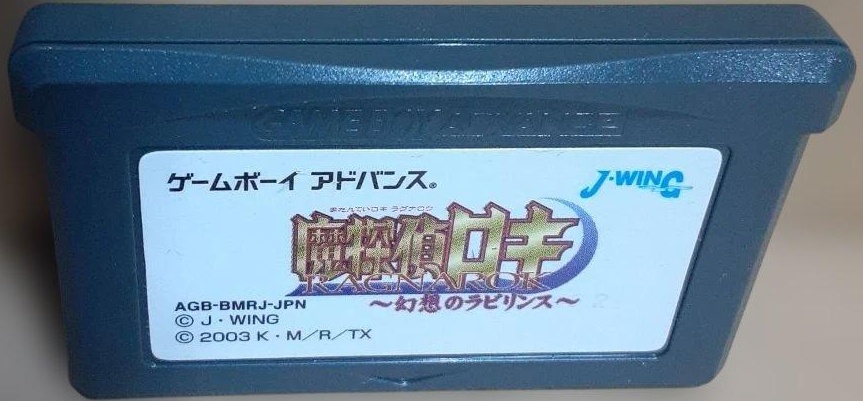 GAME BOY ADVANCE
ゲームボーイ アドバンス®
J·WING
またんていロキ ラグナロク
魔探偵ロキ
RAGNAROK
～幻想のラビリンス～
AGB-BMRJ-JPN
© J・WING
© 2003 K・M/R/TX
2